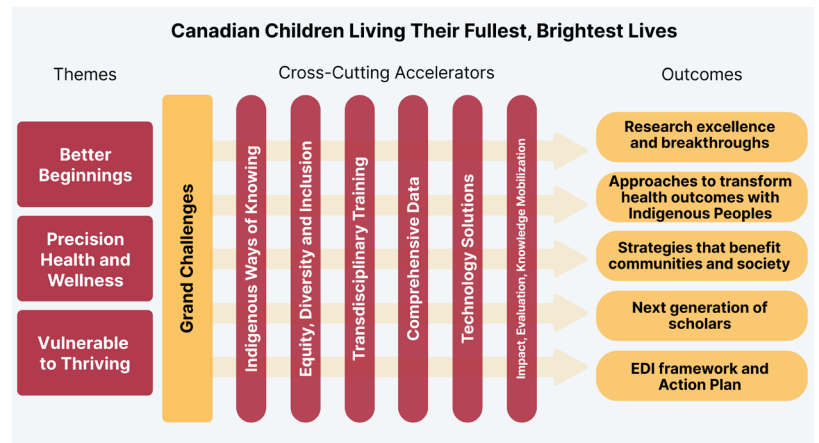 Canadian Children Living Their Fullest, Brightest Lives
Themes
Cross-Cutting Accelerators
Outcomes
Better
Beginnings
Precision
Health and
Wellness
Vulnerable
to Thriving
Grand Challenges
Indigenous Ways of Knowing
Equity, Diversity and Inclusion
Transdisciplinary Training
Comprehensive Data
Technology Solutions
Impact, Evaluation, Knowledge Mobilization
Research excellence
and breakthroughs
Approaches to transform
health outcomes with
Indigenous Peoples
Strategies that benefit
communities and society
Next generation of
scholars
EDI framework and
Action Plan